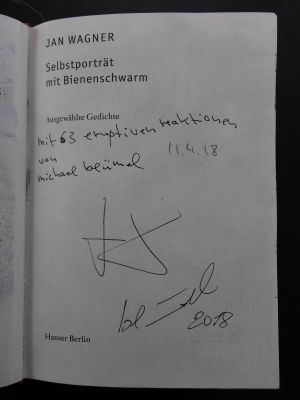 JAN WAGNER
Selbstporträt
mit Bienenschwarm
Ausgewählte Gedichte
mit 63 eruptiven reaktionen
von
michael blümel
11.4.18
2018
Hanser Berlin